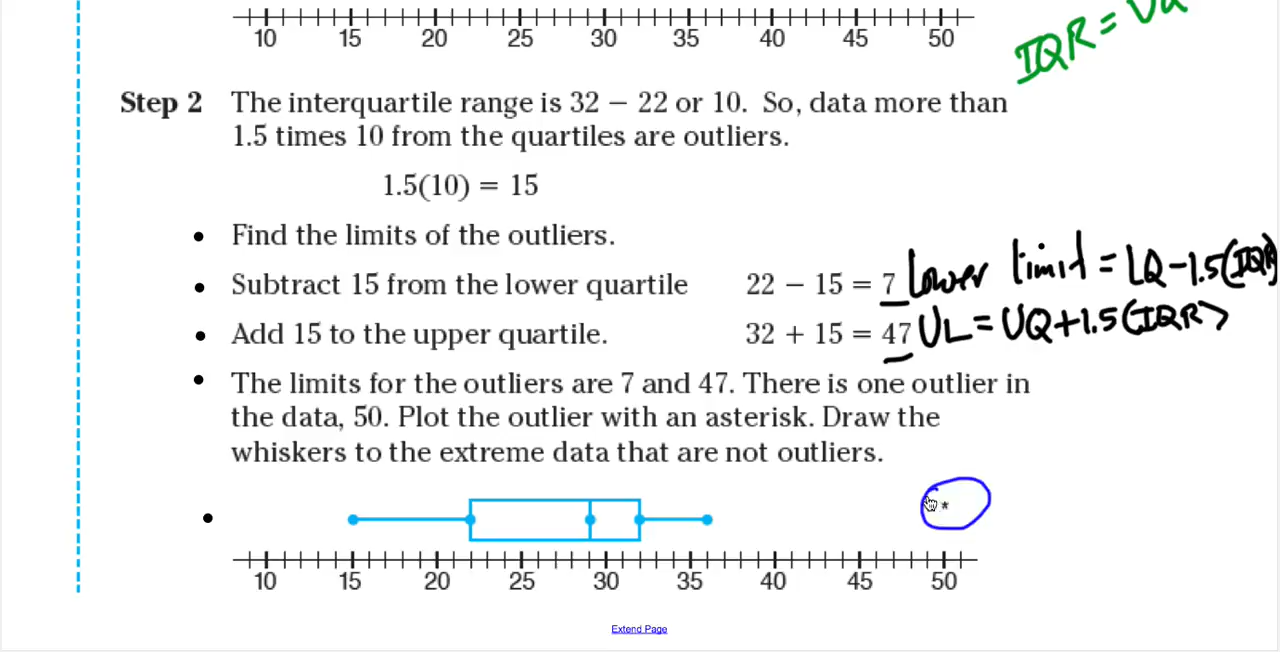 10 15 20 25 30 35 40 45 50
IQR =
Step 2 The interquartile range is 32 − 22 or 10. So, data more than
1.5 times 10 from the quartiles are outliers.
1.5(10) = 15
• Find the limits of the outliers.
• Subtract 15 from the lower quartile 22 − 15 = 7 Lower limit = LQ − 1.5(IQR)
• Add 15 to the upper quartile. 32 + 15 = 47 UL = UQ + 1.5(IQR)
• The limits for the outliers are 7 and 47. There is one outlier in
the data, 50. Plot the outlier with an asterisk. Draw the
whiskers to the extreme data that are not outliers.
• *
10 15 20 25 30 35 40 45 50
Extend Page